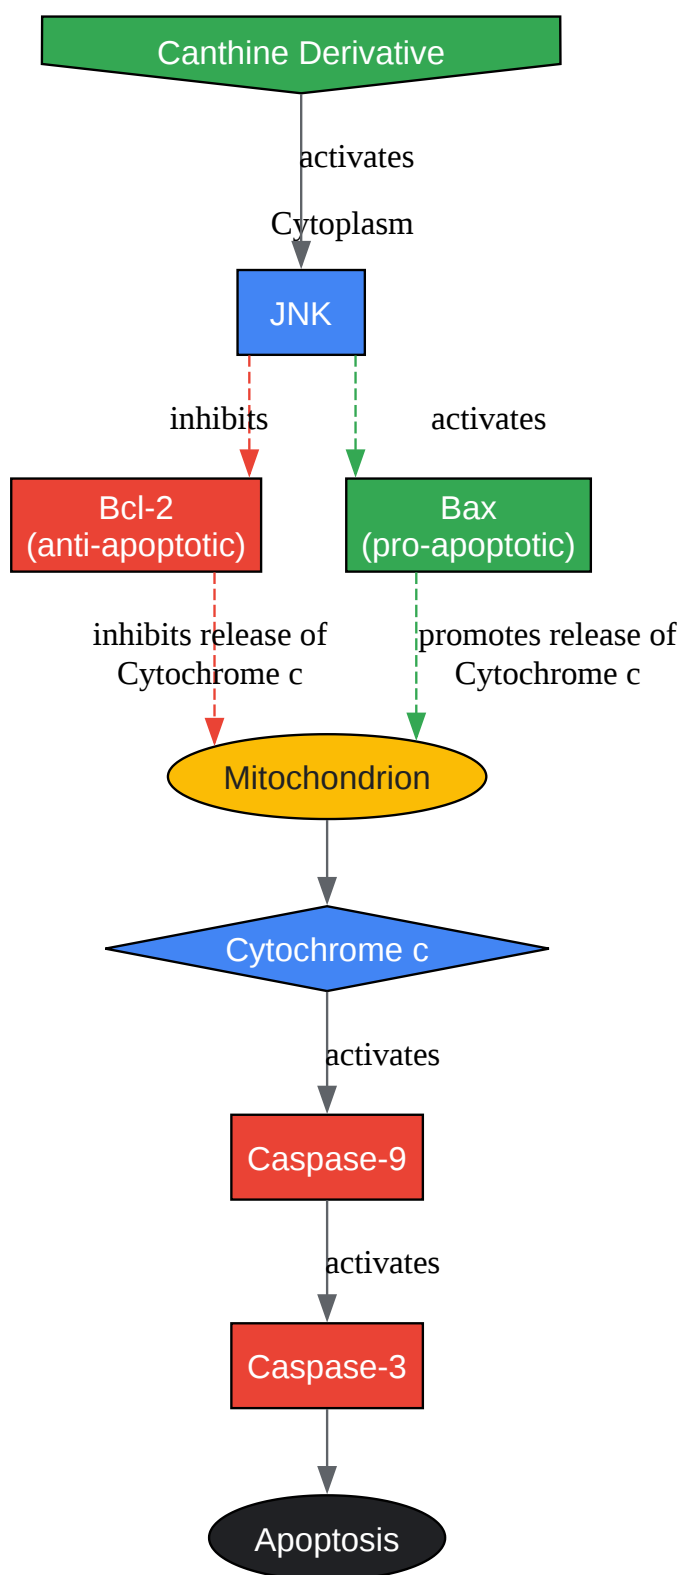 Canthine Derivative
activates
Cytoplasm
JNK
inhibits
activates
Bcl-2
(anti-apoptotic)
Bax
(pro-apoptotic)
inhibits release of
Cytochrome c
promotes release of
Cytochrome c
Mitochondrion
Cytochrome c
activates
Caspase-9
activates
Caspase-3
Apoptosis